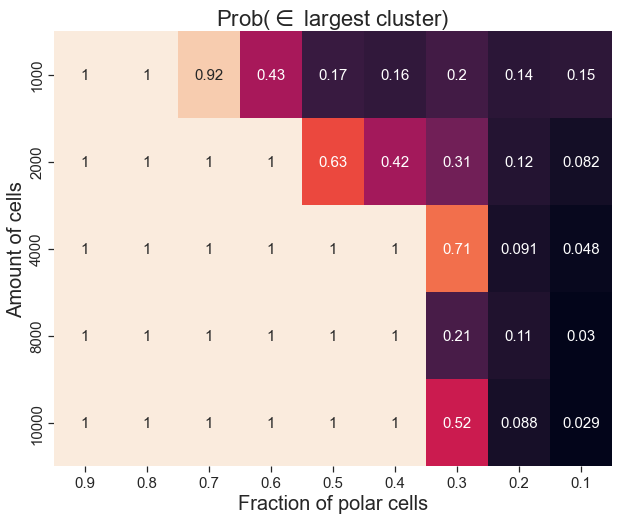 Prob( ∈ largest cluster)
Amount of cells
1000 1 1 0.92 0.43 0.17 0.16 0.2 0.14 0.15
2000 1 1 1 1 0.63 0.42 0.31 0.12 0.082
4000 1 1 1 1 1 1 0.71 0.091 0.048
8000 1 1 1 1 1 1 0.21 0.11 0.03
10000 1 1 1 1 1 1 0.52 0.088 0.029
0.9 0.8 0.7 0.6 0.5 0.4 0.3 0.2 0.1
Fraction of polar cells